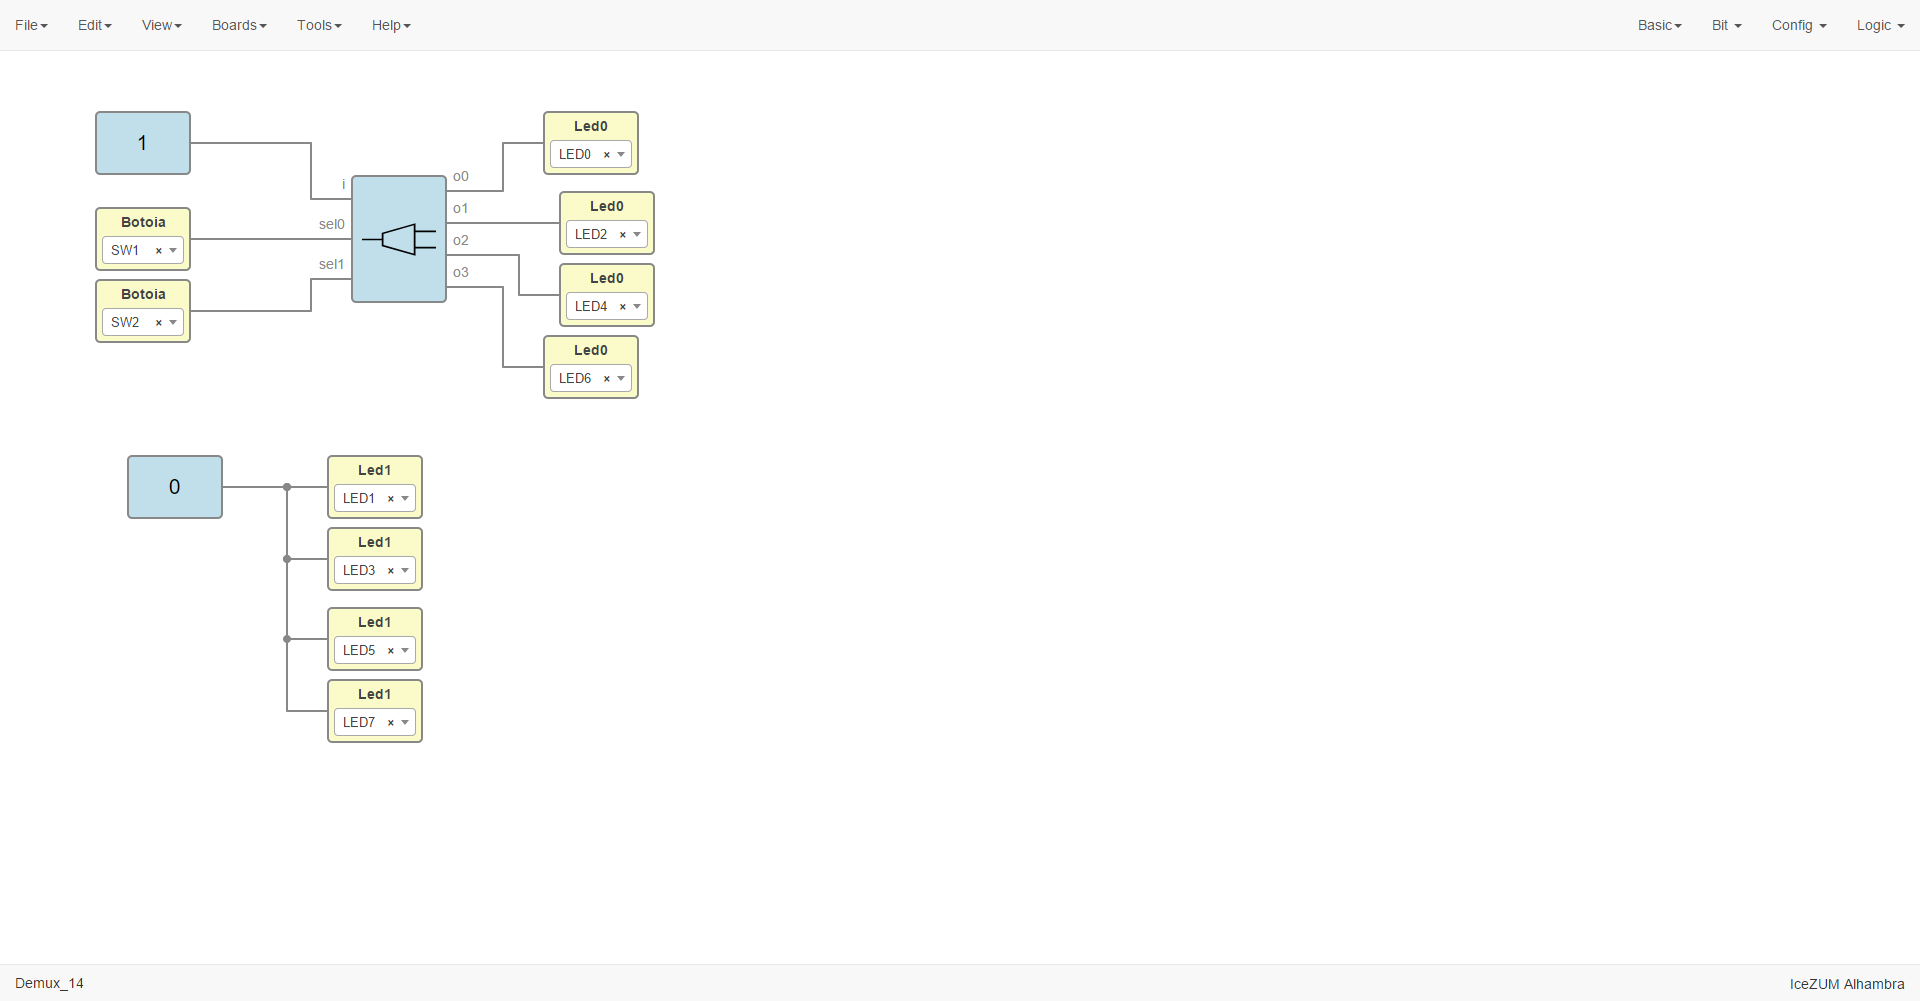 File Edit View Boards Tools Help Basic Bit Config Logic
1
i
sel0
sel1
o0
o1
o2
o3
Botoia
SW1 ×
Botoia
SW2 ×
Led0
LED0 ×
Led0
LED2 ×
Led0
LED4 ×
Led0
LED6 ×
0
Led1
LED1 ×
Led1
LED3 ×
Led1
LED5 ×
Led1
LED7 ×
Demux_14 IceZUM Alhambra